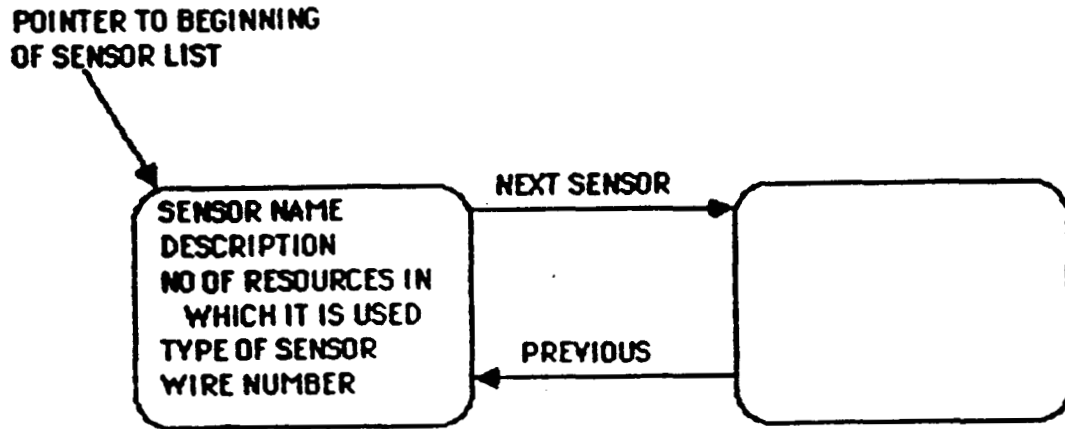 POINTER TO BEGINNING
OF SENSOR LIST
NEXT SENSOR
SENSOR NAME
DESCRIPTION
NO OF RESOURCES IN
WHICH IT IS USED
TYPE OF SENSOR
WIRE NUMBER
PREVIOUS